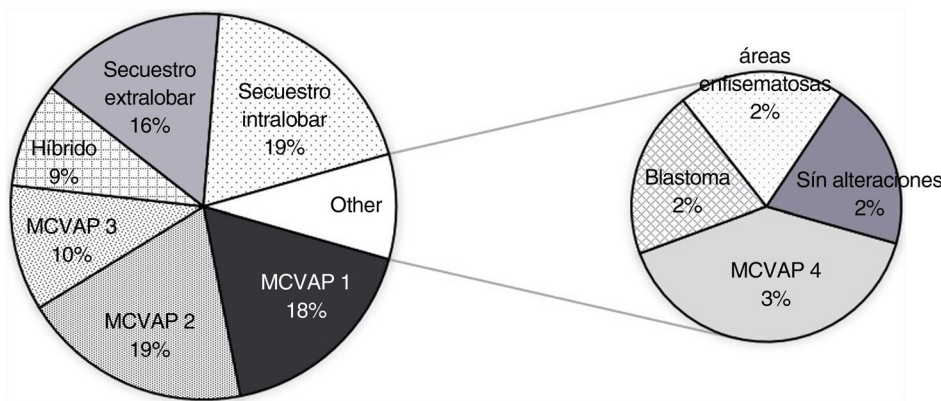 Secuestro
extralobar
16%
Secuestro
intralobar
19%
Híbrido
9%
Other
MCVAP 3
10%
MCVAP 1
18%
MCVAP 2
19%
áreas
enfisematosas
2%
Blastoma
2%
Sín alteraciones
2%
MCVAP 4
3%